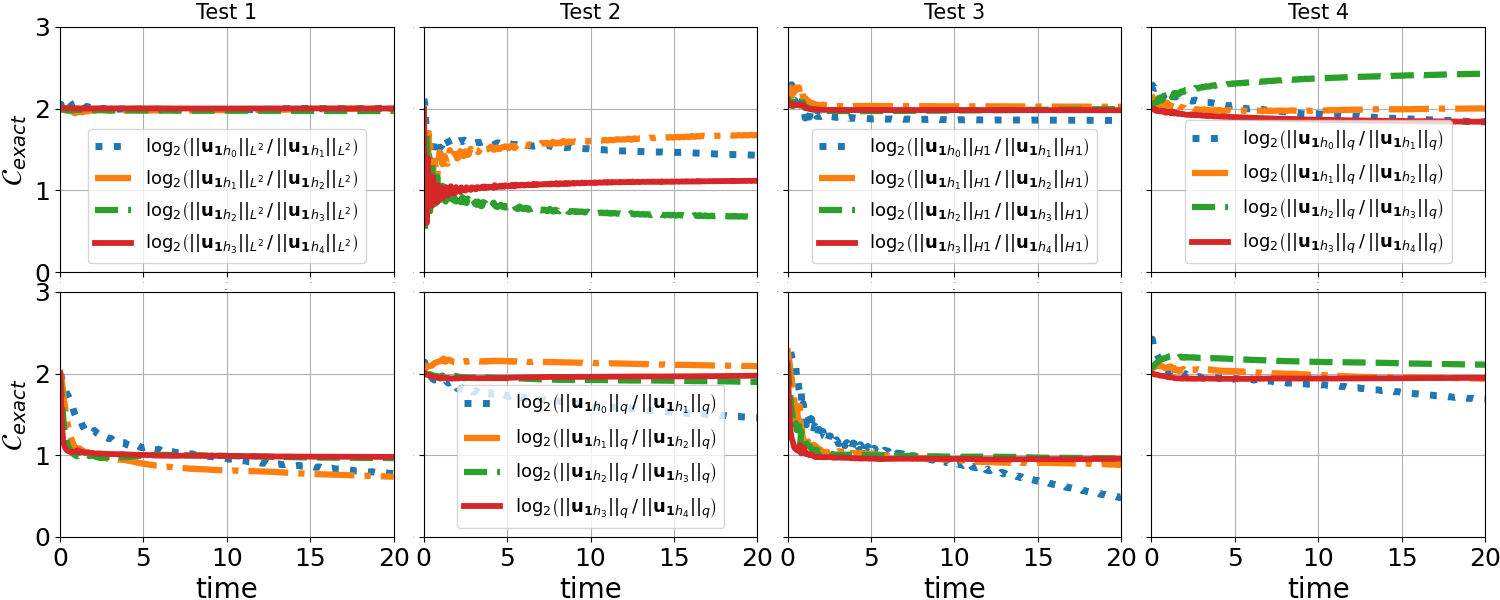 Test 1 Test 2 Test 3 Test 4
3
2
1
0
𝒞exact
log₂(||𝐮𝟏h₀||L² / ||𝐮𝟏h₁||L²)
log₂(||𝐮𝟏h₁||L² / ||𝐮𝟏h₂||L²)
log₂(||𝐮𝟏h₂||L² / ||𝐮𝟏h₃||L²)
log₂(||𝐮𝟏h₃||L² / ||𝐮𝟏h₄||L²)
log₂(||𝐮𝟏h₀||H1 / ||𝐮𝟏h₁||H1)
log₂(||𝐮𝟏h₁||H1 / ||𝐮𝟏h₂||H1)
log₂(||𝐮𝟏h₂||H1 / ||𝐮𝟏h₃||H1)
log₂(||𝐮𝟏h₃||H1 / ||𝐮𝟏h₄||H1)
log₂(||𝐮𝟏h₀||q / ||𝐮𝟏h₁||q)
log₂(||𝐮𝟏h₁||q / ||𝐮𝟏h₂||q)
log₂(||𝐮𝟏h₂||q / ||𝐮𝟏h₃||q)
log₂(||𝐮𝟏h₃||q / ||𝐮𝟏h₄||q)
3
2
1
0
𝒞exact
log₂(||𝐮𝟏h₀||q / ||𝐮𝟏h₁||q)
log₂(||𝐮𝟏h₁||q / ||𝐮𝟏h₂||q)
log₂(||𝐮𝟏h₂||q / ||𝐮𝟏h₃||q)
log₂(||𝐮𝟏h₃||q / ||𝐮𝟏h₄||q)
0 5 10 15 20 0 5 10 15 20 0 5 10 15 20 0 5 10 15 20
time time time time